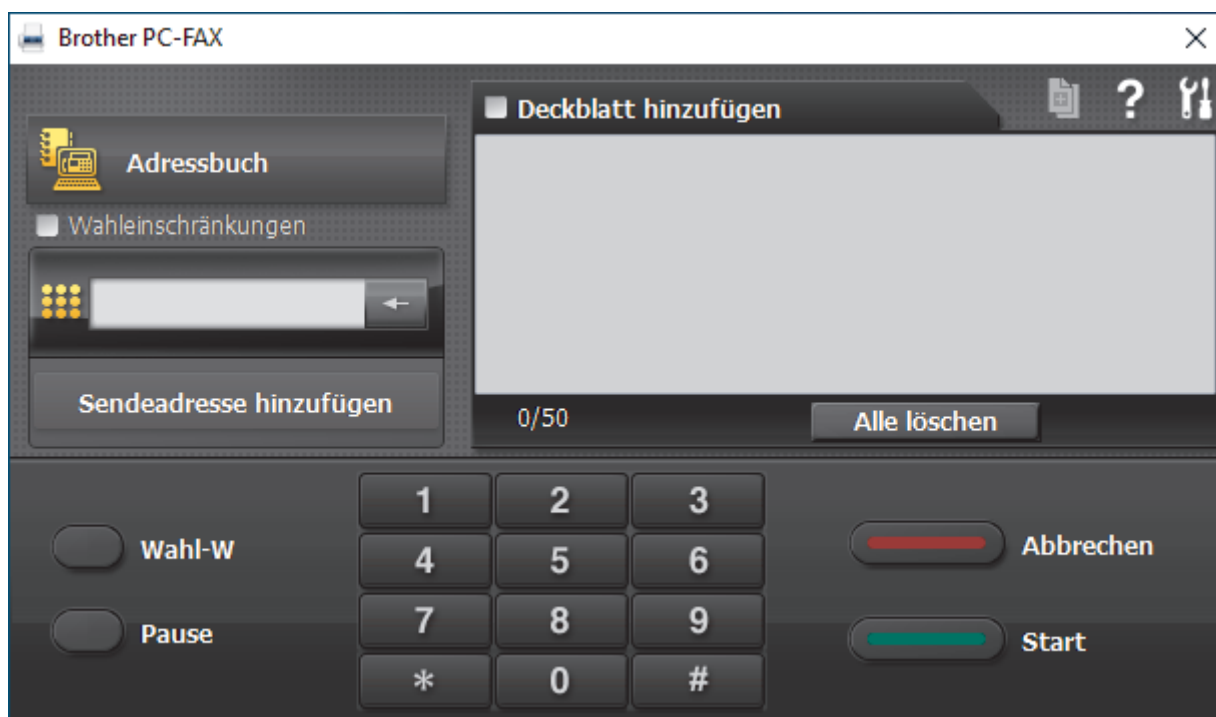 Brother PC-FAX
Adressbuch
Wahleinschränkungen
Sendeadresse hinzufügen
Deckblatt hinzufügen
?
0/50
Alle löschen
Wahl-W
Pause
1 2 3
4 5 6
7 8 9
* 0 #
Abbrechen
Start